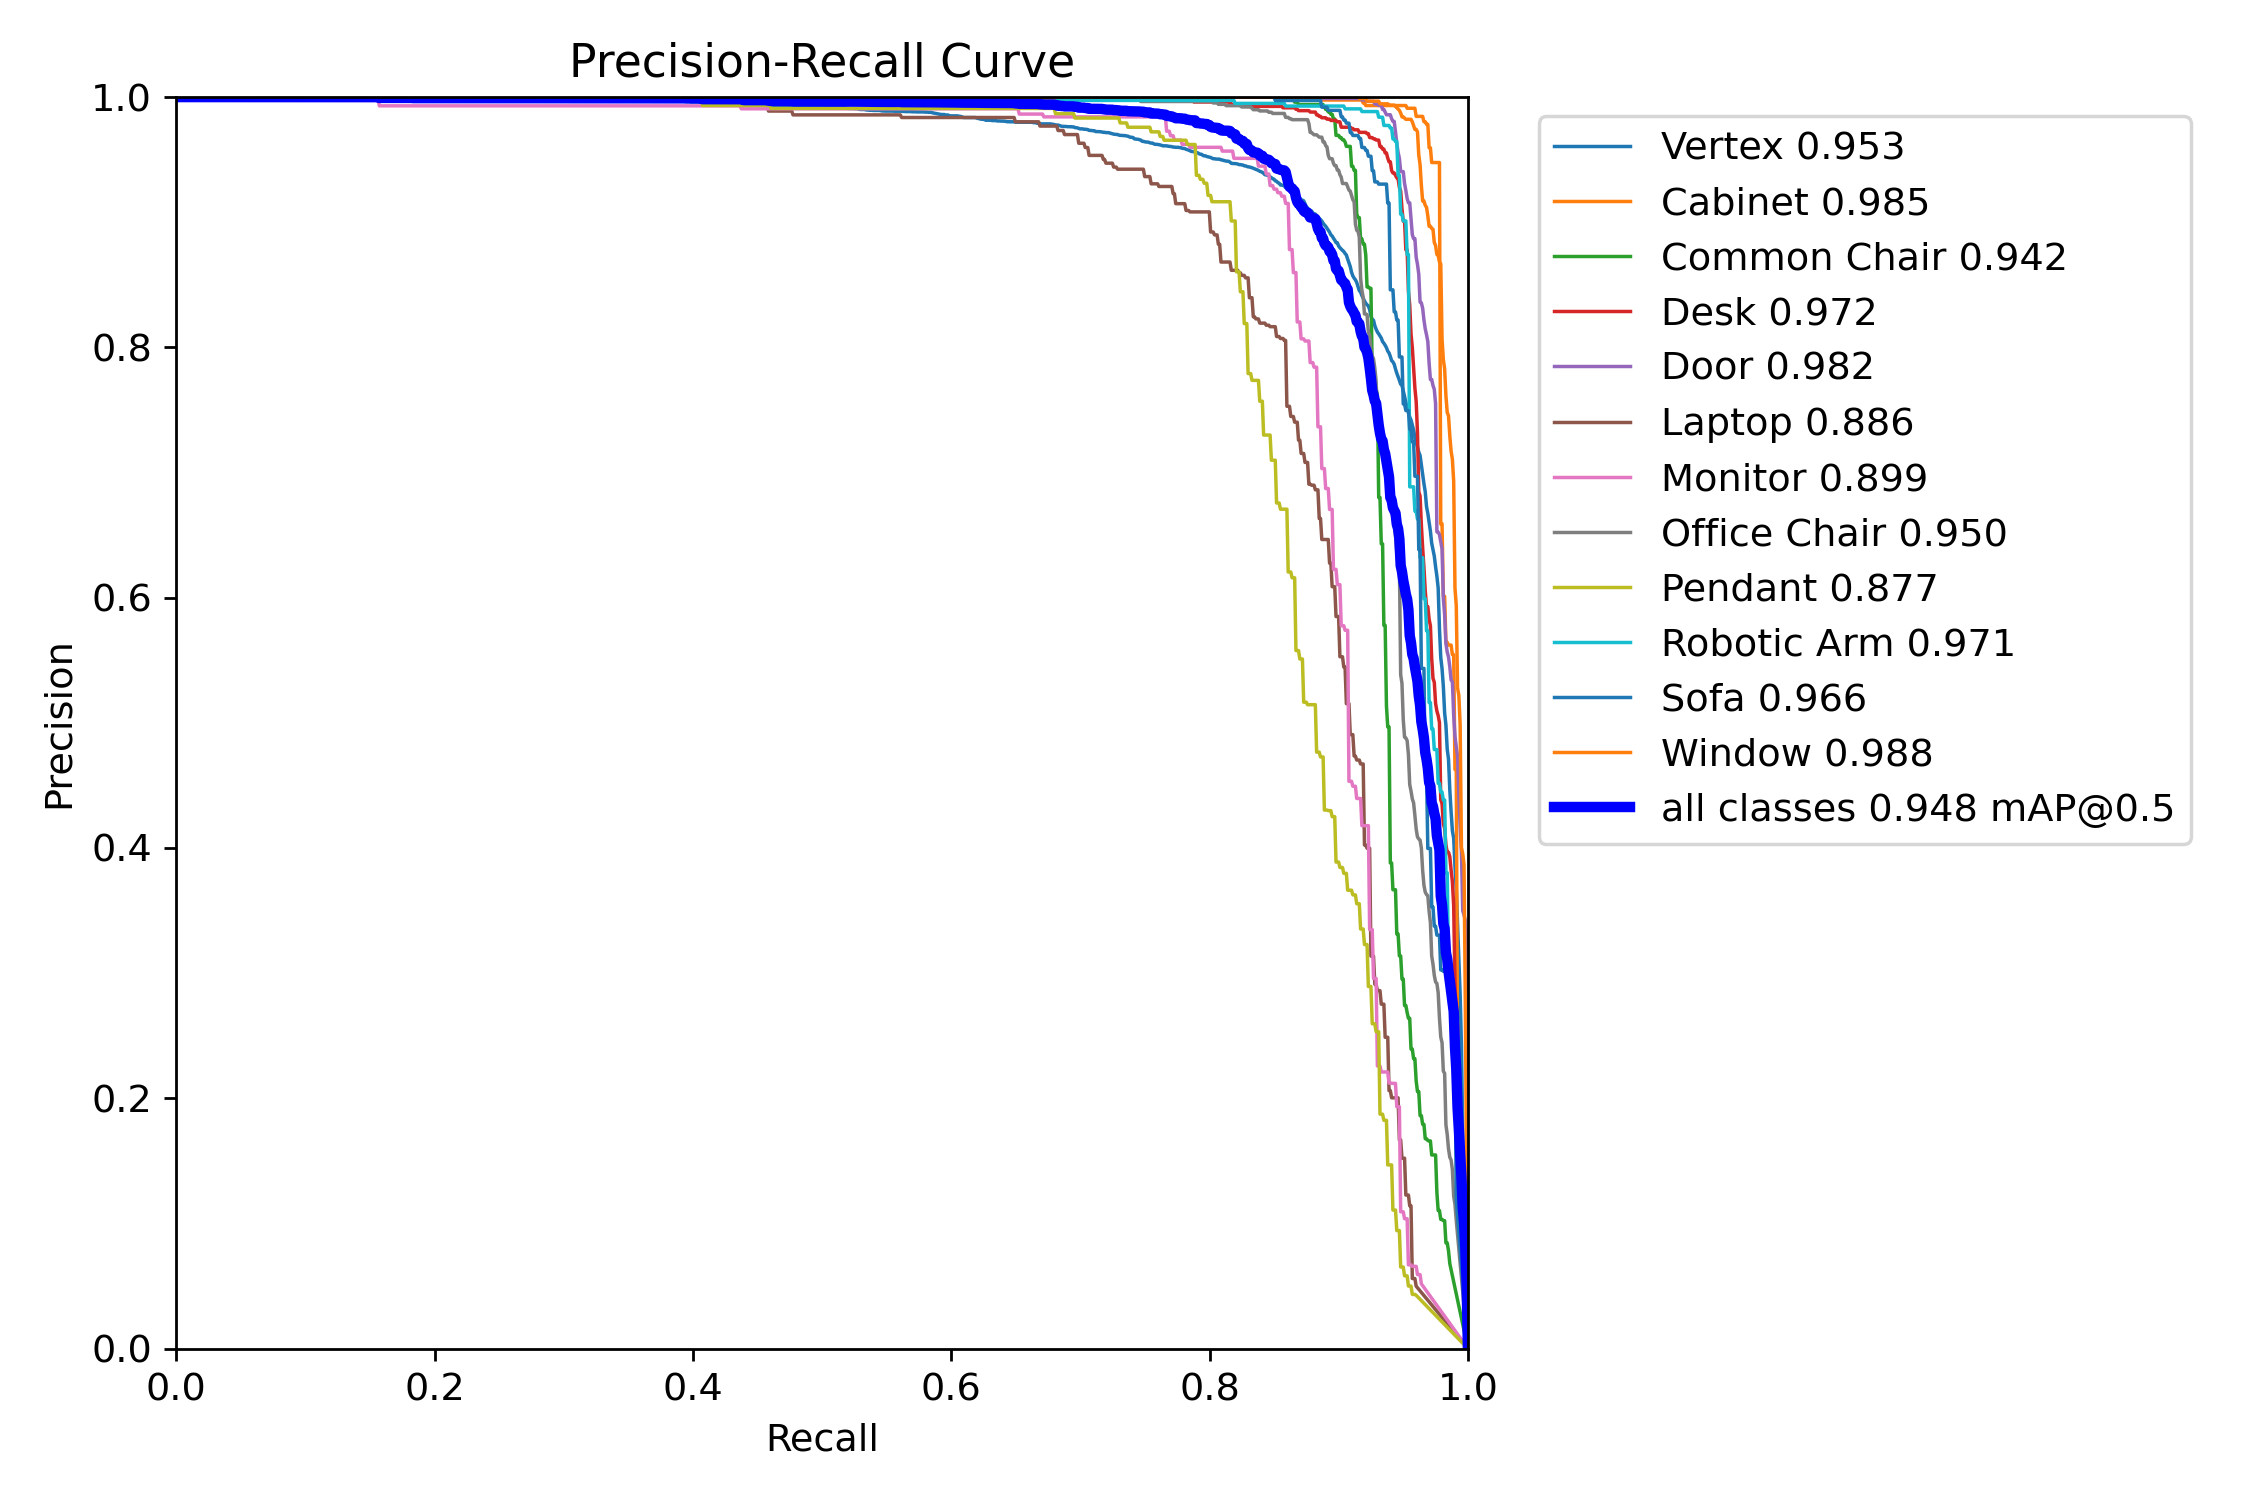 Precision-Recall Curve
1.0
0.8
0.6
0.4
0.2
0.0
Precision
0.0 0.2 0.4 0.6 0.8 1.0
Recall
Vertex 0.953
Cabinet 0.985
Common Chair 0.942
Desk 0.972
Door 0.982
Laptop 0.886
Monitor 0.899
Office Chair 0.950
Pendant 0.877
Robotic Arm 0.971
Sofa 0.966
Window 0.988
all classes 0.948 mAP@0.5